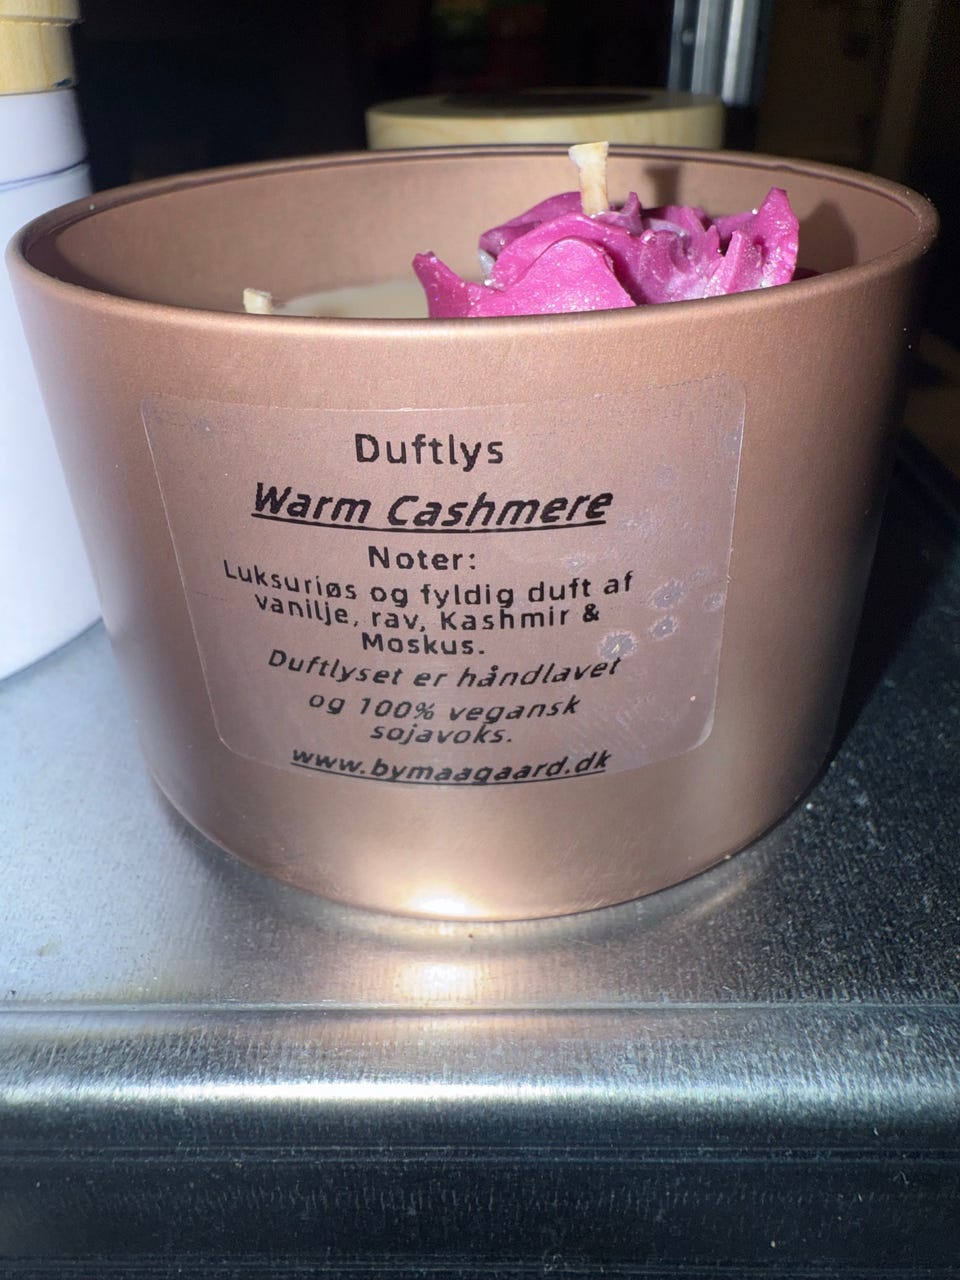 Duftlys
Warm Cashmere
Noter:
Luksuriøs og fyldig duft af
vanilje, rav, Kashmir &
Moskus.
Duftlyset er håndlavet
og 100% vegansk
sojavoks.
www.bymaagaard.dk